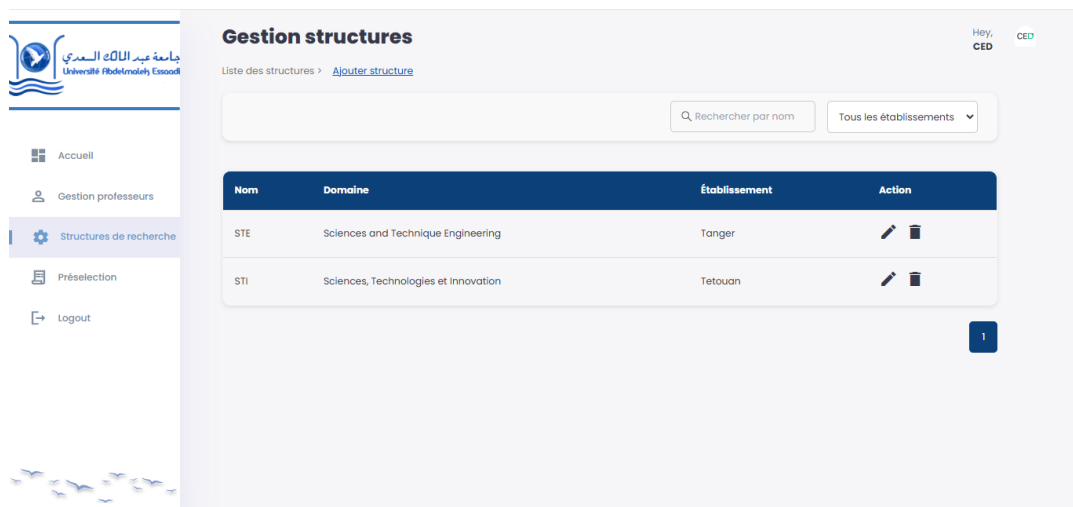 جامعة عبد المالك السعدي
Université Abdelmalek Essaadi
Accueil
Gestion professeurs
Structures de recherche
Préselection
Logout
Gestion structures
Hey,
CED
CED
Liste des structures > Ajouter structure
Rechercher par nom
Tous les établissements
Nom Domaine Établissement Action
STE Sciences and Technique Engineering Tanger
STI Sciences, Technologies et Innovation Tetouan
1